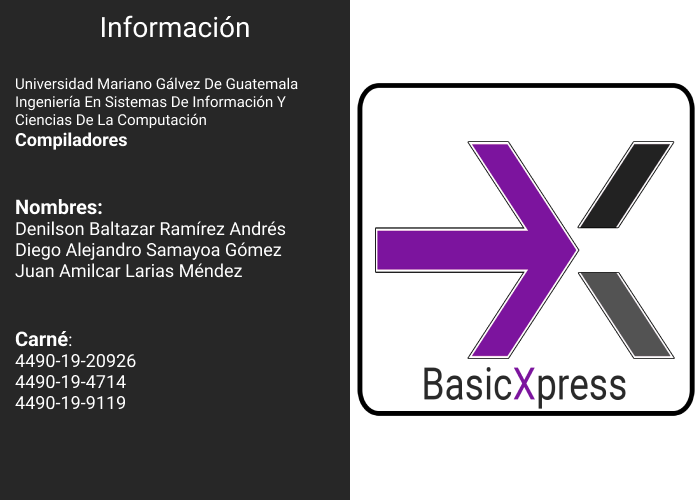 Información
Universidad Mariano Gálvez De Guatemala
Ingeniería En Sistemas De Información Y
Ciencias De La Computación
Compiladores
Nombres:
Denilson Baltazar Ramírez Andrés
Diego Alejandro Samayoa Gómez
Juan Amilcar Larias Méndez
Carné:
4490-19-20926
4490-19-4714
4490-19-9119
BasicXpress